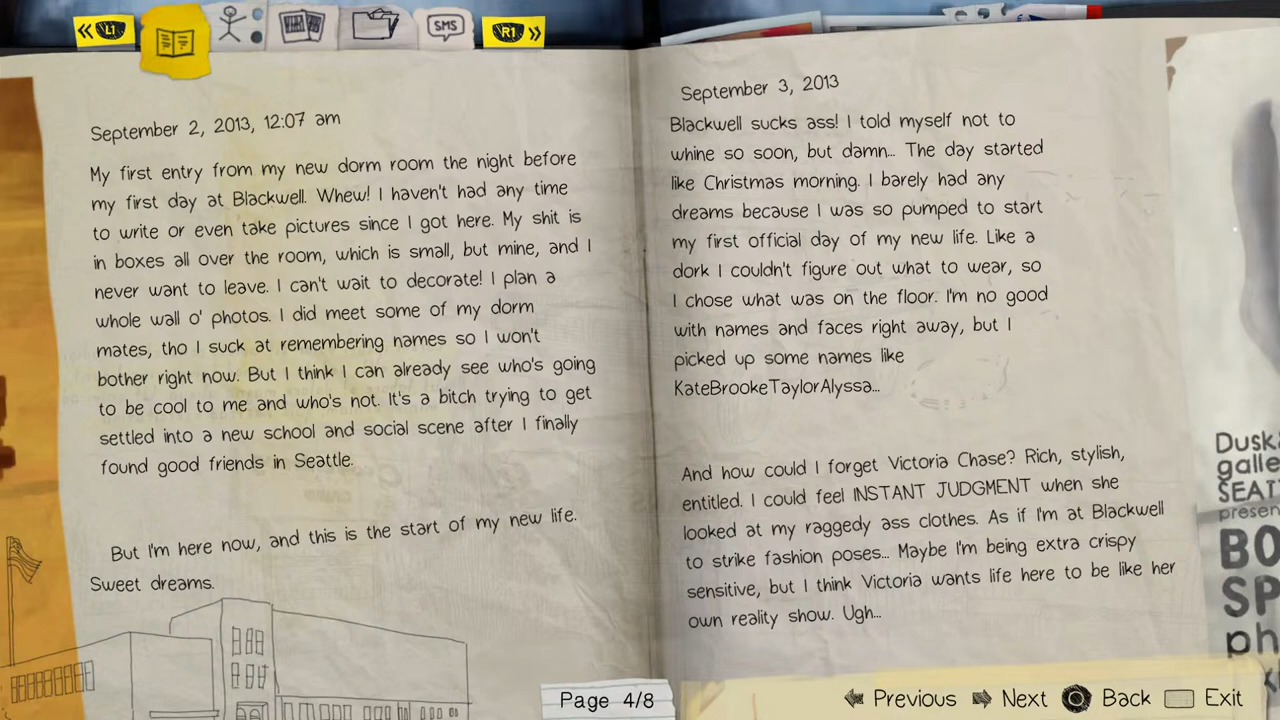 L1
SMS
R1
September 2, 2013, 12:07 am
My first entry from my new dorm room the night before
my first day at Blackwell. Whew! I haven't had any time
to write or even take pictures since I got here. My shit is
in boxes all over the room, which is small, but mine, and I
never want to leave. I can't wait to decorate! I plan a
whole wall o' photos. I did meet some of my dorm
mates, tho I suck at remembering names so I won't
bother right now. But I think I can already see who's going
to be cool to me and who's not. It's a bitch trying to get
settled into a new school and social scene after I finally
found good friends in Seattle.
But I'm here now, and this is the start of my new life.
Sweet dreams.
September 3, 2013
Blackwell sucks ass! I told myself not to
whine so soon, but damn... The day started
like Christmas morning. I barely had any
dreams because I was so pumped to start
my first official day of my new life. Like a
dork I couldn't figure out what to wear, so
I chose what was on the floor. I'm no good
with names and faces right away, but I
picked up some names like
KateBrookeTaylorAlyssa...
And how could I forget Victoria Chase? Rich, stylish,
entitled. I could feel INSTANT JUDGMENT when she
looked at my raggedy ass clothes. As if I'm at Blackwell
to strike fashion poses... Maybe I'm being extra crispy
sensitive, but I think Victoria wants life here to be like her
own reality show. Ugh...
Dusk
galle
SEAT
presen
BO
SP
ph
Page 4/8
Previous
Next
Back
Exit